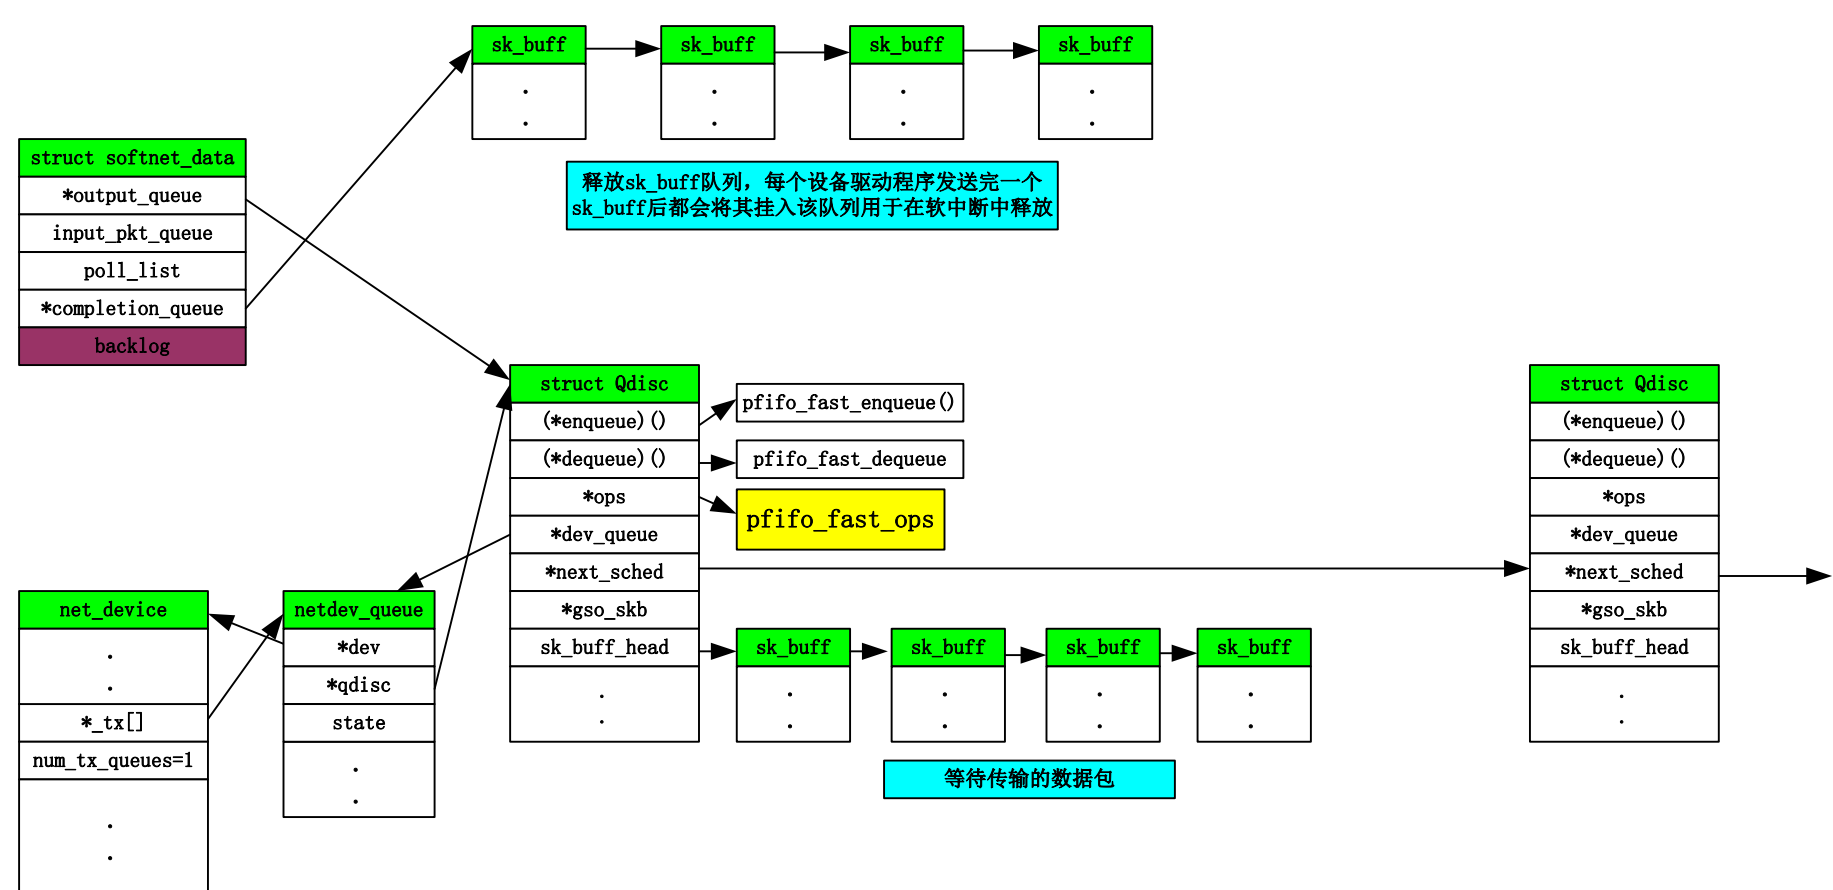 sk_buff
sk_buff
sk_buff
sk_buff
.
.
.
.
.
.
.
.
struct softnet_data
*output_queue
input_pkt_queue
poll_list
*completion_queue
backlog
释放sk_buff队列，每个设备驱动程序发送完一个
sk_buff后都会将其挂入该队列用于在软中断中释放
struct Qdisc
(*enqueue)()
(*dequeue)()
*ops
*dev_queue
*next_sched
*gso_skb
sk_buff_head
.
.
pfifo_fast_enqueue()
pfifo_fast_dequeue
pfifo_fast_ops
struct Qdisc
(*enqueue)()
(*dequeue)()
*ops
*dev_queue
*next_sched
*gso_skb
sk_buff_head
.
.
net_device
.
.
*_tx[]
num_tx_queues=1
.
.
netdev_queue
*dev
*qdisc
state
.
.
sk_buff
sk_buff
sk_buff
sk_buff
.
.
.
.
.
.
.
.
等待传输的数据包